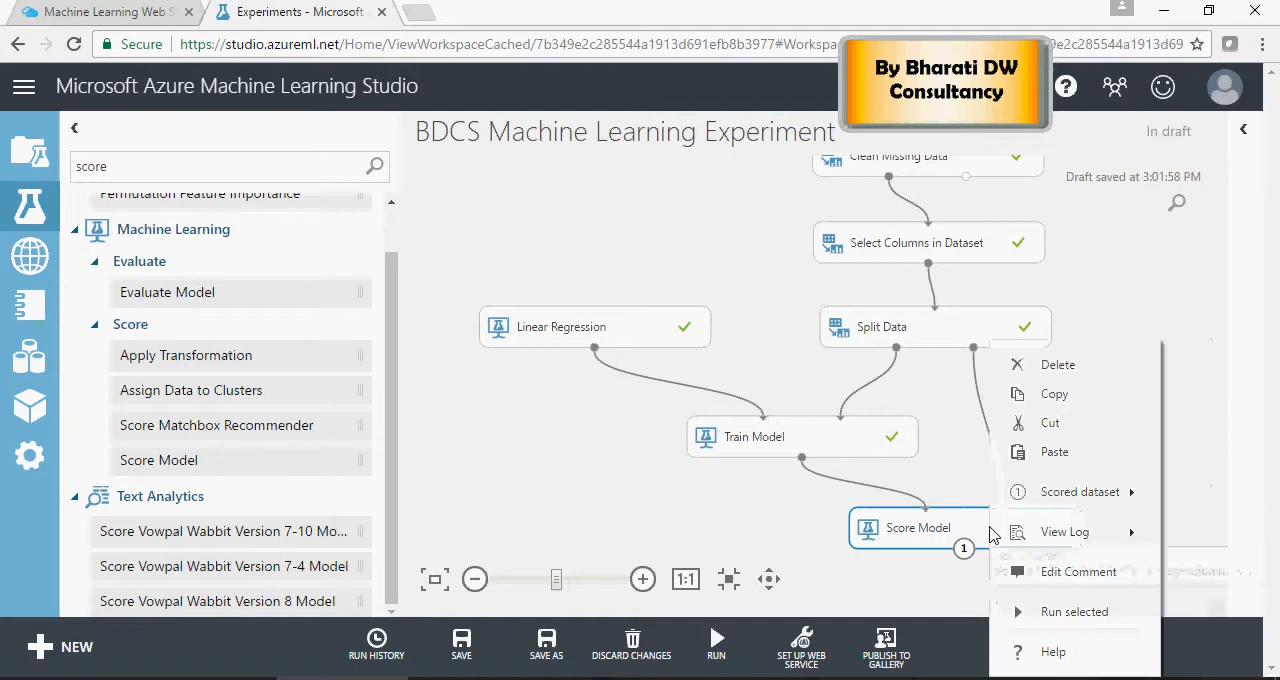 Machine Learning Web S
Experiments - Microsoft
Secure
https://studio.azureml.net/Home/ViewWorkspaceCached/7b349e2c285544a1913d691efb8b3977#Workspa
e2c285544a1913d69
By Bharati DW
Consultancy
Microsoft Azure Machine Learning Studio
?
BDCS Machine Learning Experiment
In draft
Draft saved at 3:01:58 PM
score
Permutation Feature Importance
Machine Learning
Evaluate
Evaluate Model
Score
Apply Transformation
Assign Data to Clusters
Score Matchbox Recommender
Score Model
Text Analytics
Score Vowpal Wabbit Version 7-10 Mo...
Score Vowpal Wabbit Version 7-4 Model
Score Vowpal Wabbit Version 8 Model
Clean Missing Data
Select Columns in Dataset
Linear Regression
Split Data
Train Model
Score Model
1
1:1
Delete
Copy
Cut
Paste
1 Scored dataset
View Log
Edit Comment
Run selected
? Help
NEW
RUN HISTORY
SAVE
SAVE AS
DISCARD CHANGES
RUN
SET UP WEB
SERVICE
PUBLISH TO
GALLERY